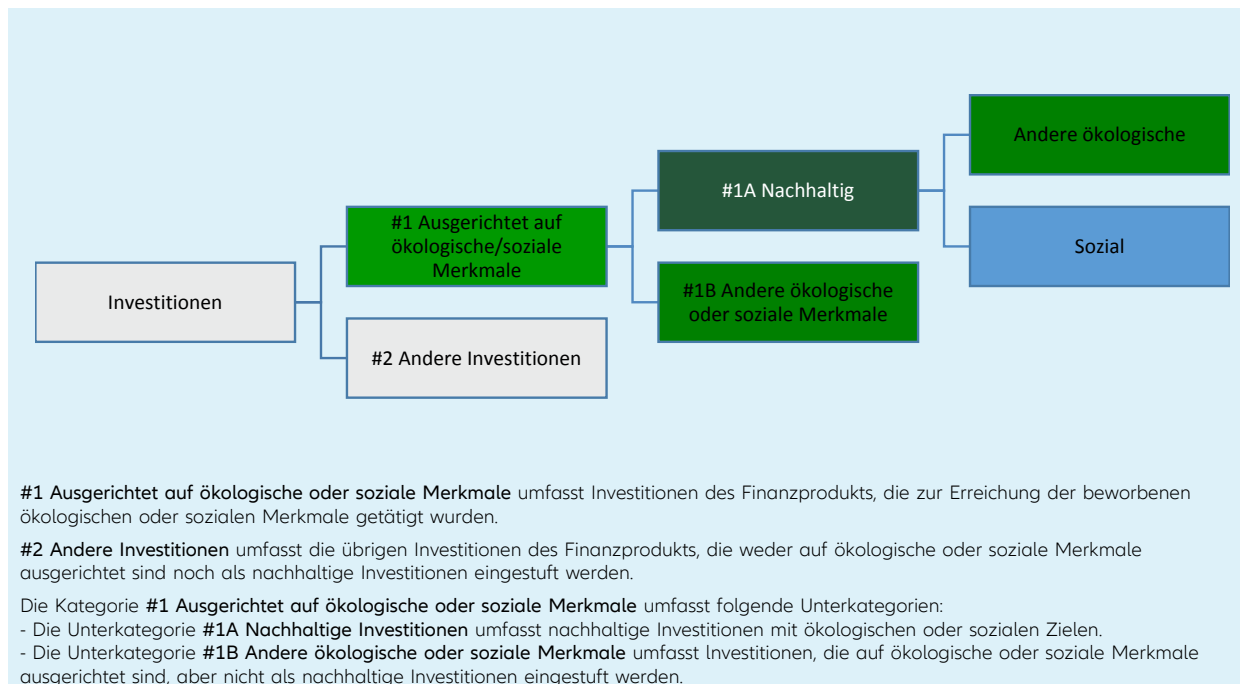 Investitionen
#1 Ausgerichtet auf
ökologische/soziale
Merkmale
#2 Andere Investitionen
#1A Nachhaltig
#1B Andere ökologische
oder soziale Merkmale
Andere ökologische
Sozial
#1 Ausgerichtet auf ökologische oder soziale Merkmale umfasst Investitionen des Finanzprodukts, die zur Erreichung der beworbenen
ökologischen oder sozialen Merkmale getätigt wurden.
#2 Andere Investitionen umfasst die übrigen Investitionen des Finanzprodukts, die weder auf ökologische oder soziale Merkmale
ausgerichtet sind noch als nachhaltige Investitionen eingestuft werden.
Die Kategorie #1 Ausgerichtet auf ökologische oder soziale Merkmale umfasst folgende Unterkategorien:
- Die Unterkategorie #1A Nachhaltige Investitionen umfasst nachhaltige Investitionen mit ökologischen oder sozialen Zielen.
- Die Unterkategorie #1B Andere ökologische oder soziale Merkmale umfasst lnvestitionen, die auf ökologische oder soziale Merkmale
ausgerichtet sind, aber nicht als nachhaltige Investitionen eingestuft werden.